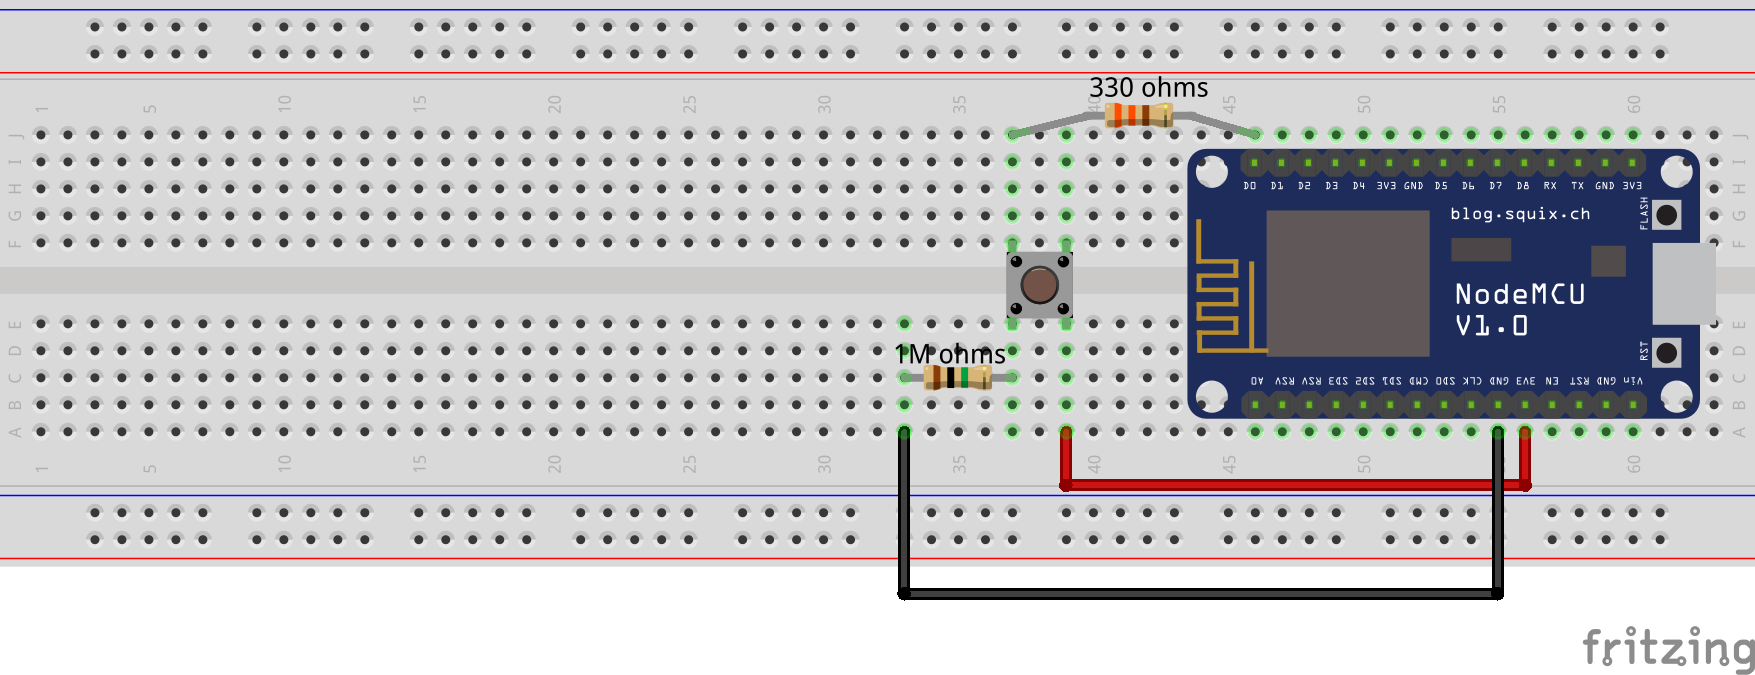 330 ohms
1 5 10 15 20 25 30 35 40 45 50 55 60
J J
I I
H H
G G
F F
D0 D1 D2 D3 D4 3V3 GND D5 D6 D7 D8 RX TX GND 3V3
FLASH
blog.squix.ch
NodeMCU
V1.0
E E
D D
C C
B B
A A
1M ohms
RST
A0 RSV RSV SD3 SD2 SD1 CMD SD0 CLK GND 3V3 EN RST GND Vin
1 5 10 15 20 25 30 35 40 45 50 55 60
fritzing